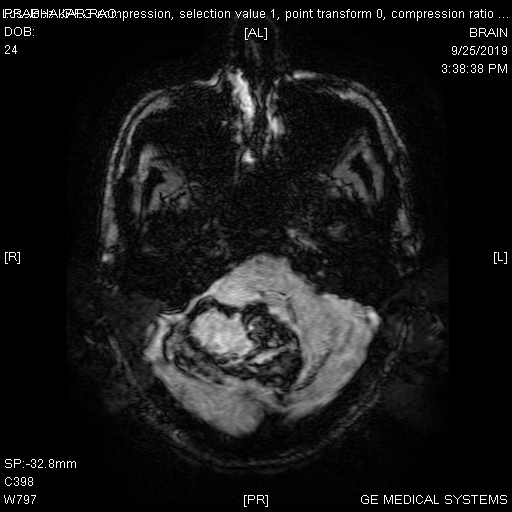 compression, selection value 1, point transform 0, compression ratio ...
DOB:
24
[AL]
BRAIN
9/25/2019
3:38:38 PM
[R]
[L]
SP:-32.8mm
C398
W797
[PR]
GE MEDICAL SYSTEMS